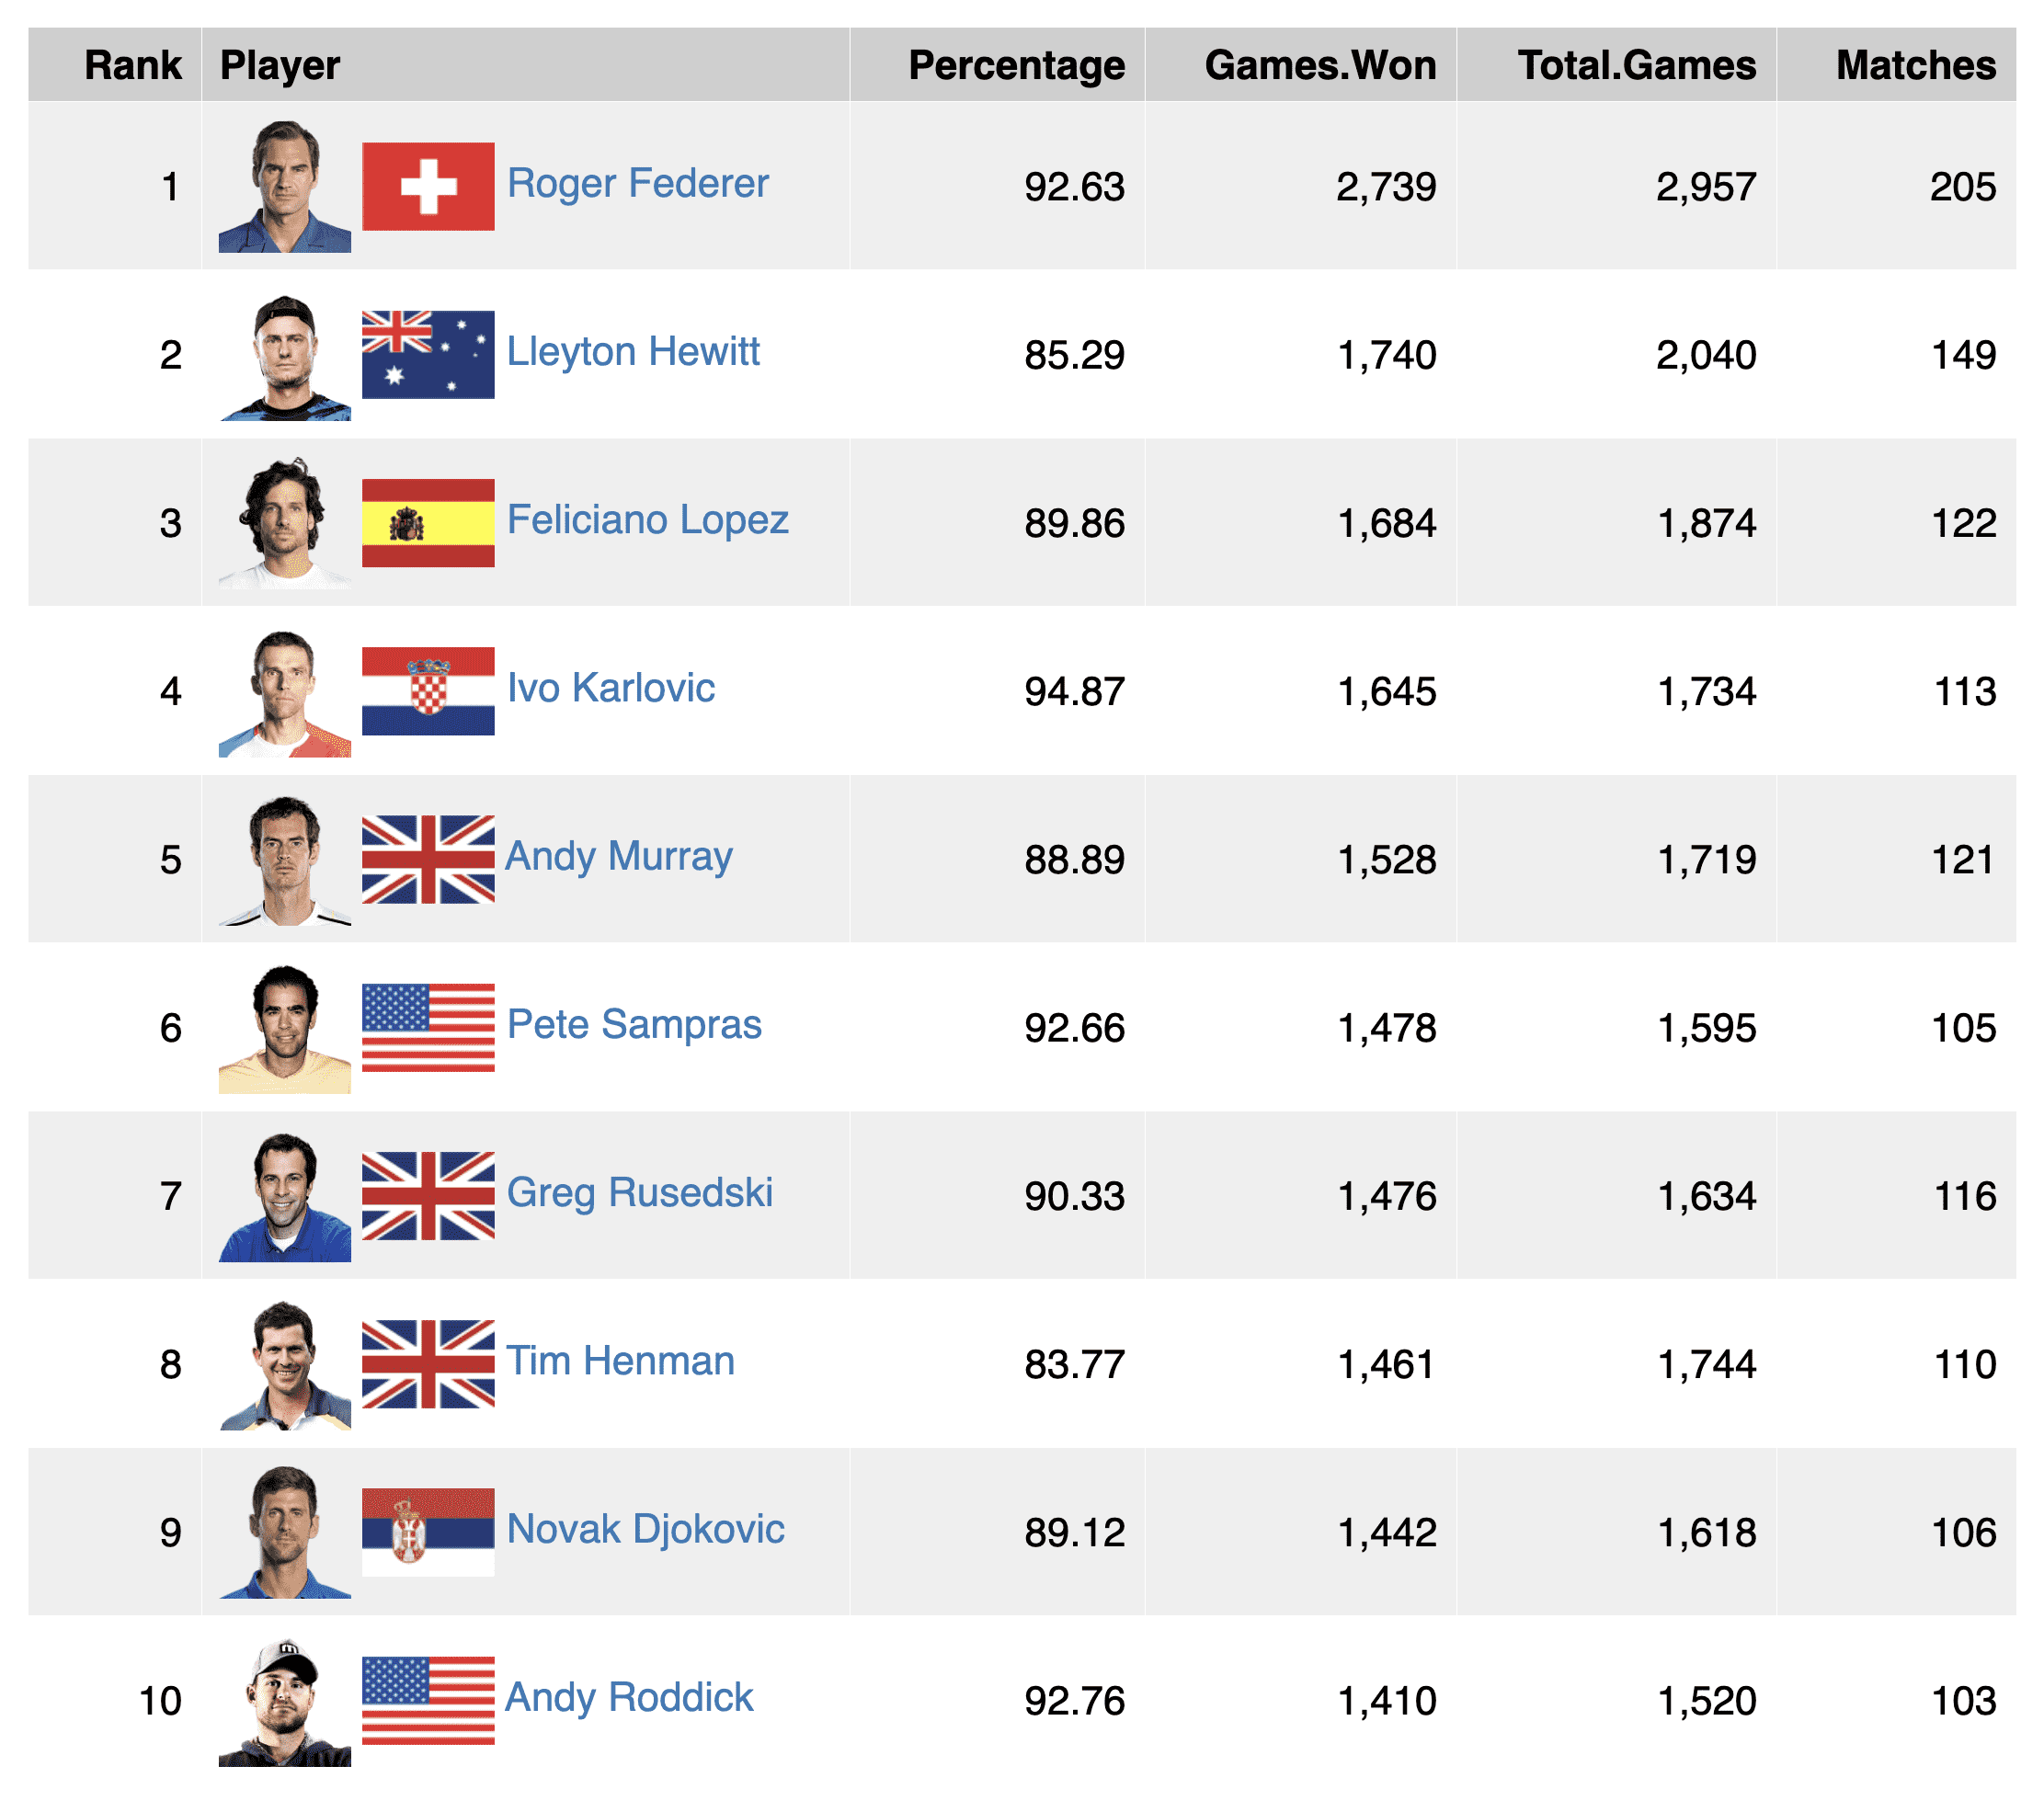 Rank Player Percentage Games.Won Total.Games Matches
1 Roger Federer 92.63 2,739 2,957 205
2 Lleyton Hewitt 85.29 1,740 2,040 149
3 Feliciano Lopez 89.86 1,684 1,874 122
4 Ivo Karlovic 94.87 1,645 1,734 113
5 Andy Murray 88.89 1,528 1,719 121
6 Pete Sampras 92.66 1,478 1,595 105
7 Greg Rusedski 90.33 1,476 1,634 116
8 Tim Henman 83.77 1,461 1,744 110
9 Novak Djokovic 89.12 1,442 1,618 106
10 Andy Roddick 92.76 1,410 1,520 103